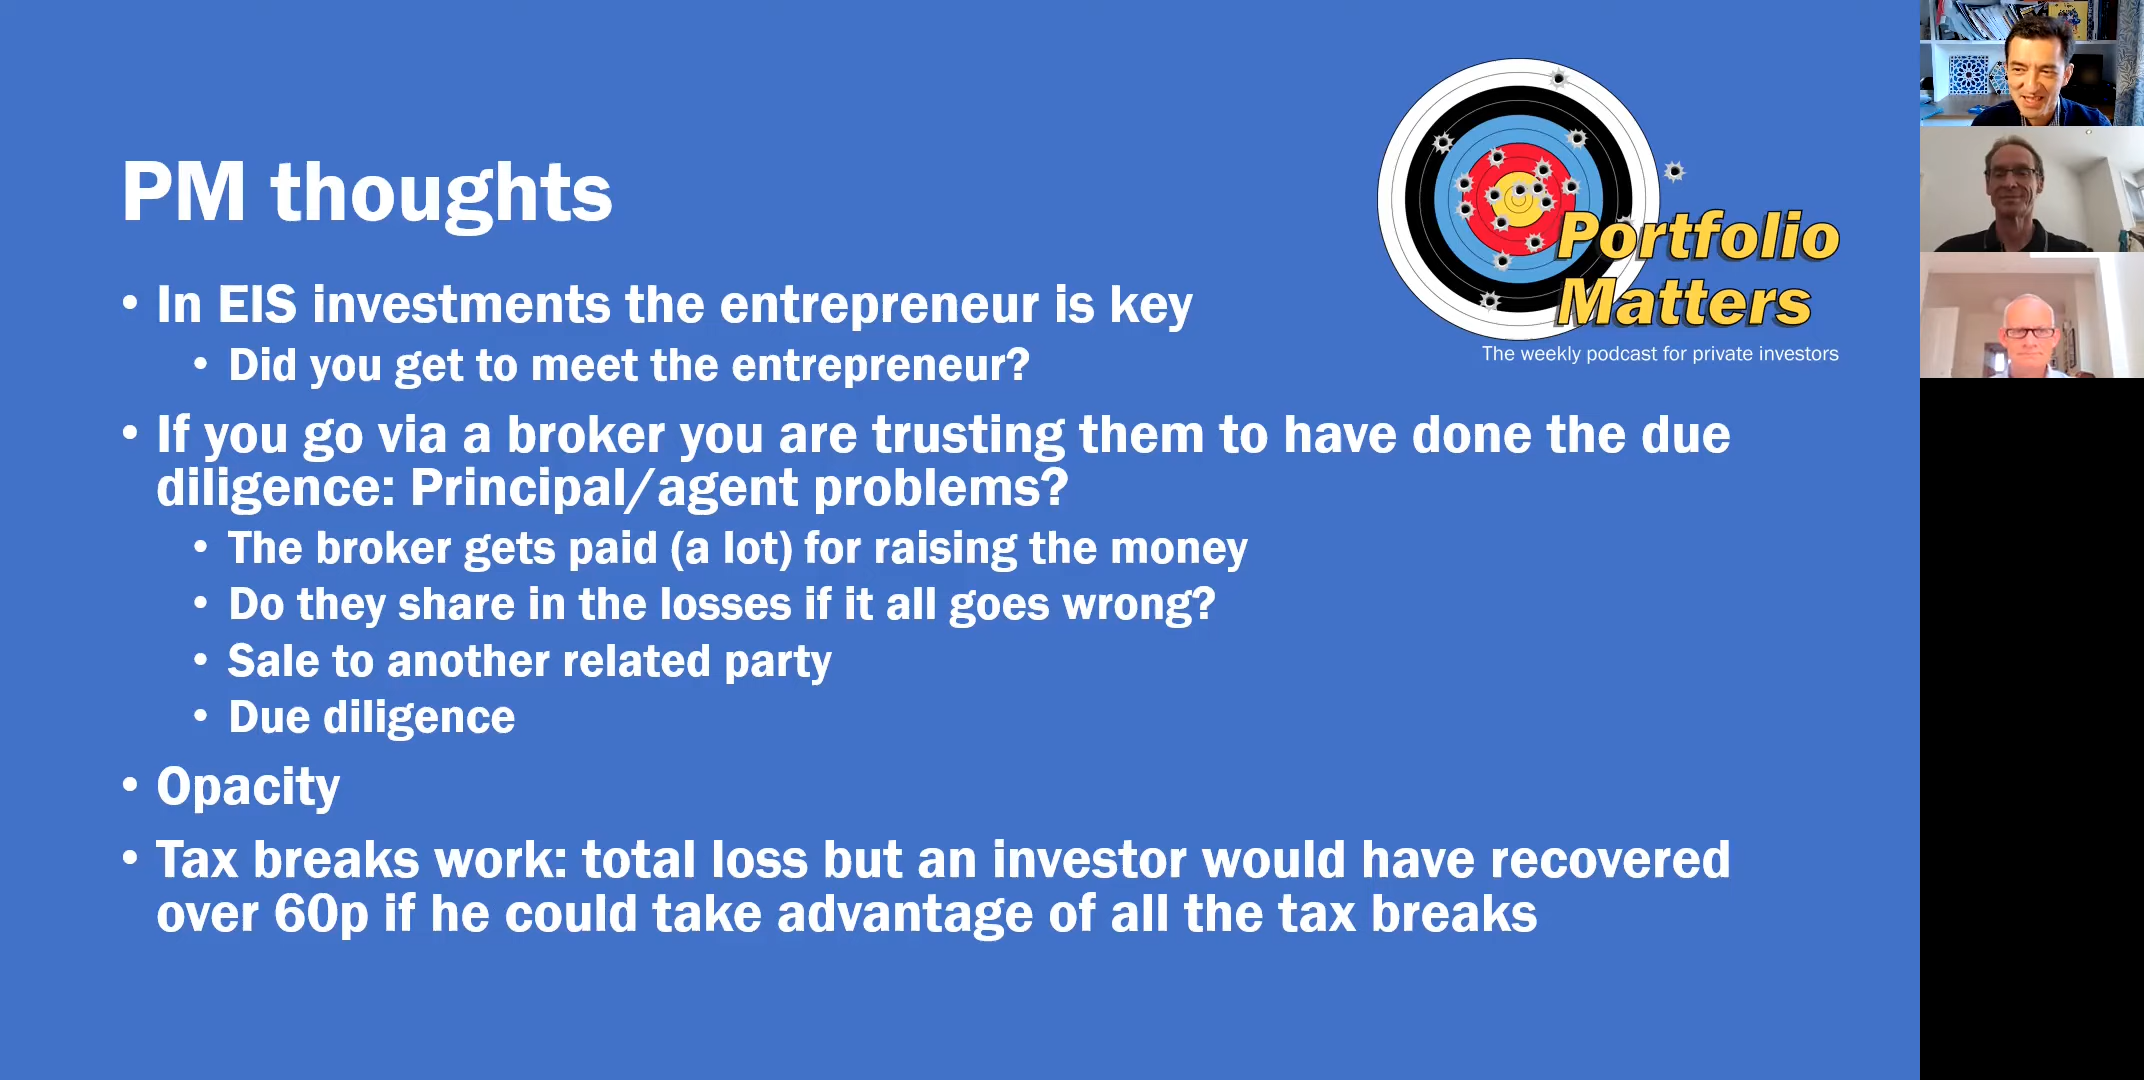 PM thoughts
Portfolio
Matters
The weekly podcast for private investors
• In EIS investments the entrepreneur is key
• Did you get to meet the entrepreneur?
• If you go via a broker you are trusting them to have done the due
diligence: Principal/agent problems?
• The broker gets paid (a lot) for raising the money
• Do they share in the losses if it all goes wrong?
• Sale to another related party
• Due diligence
• Opacity
• Tax breaks work: total loss but an investor would have recovered
over 60p if he could take advantage of all the tax breaks